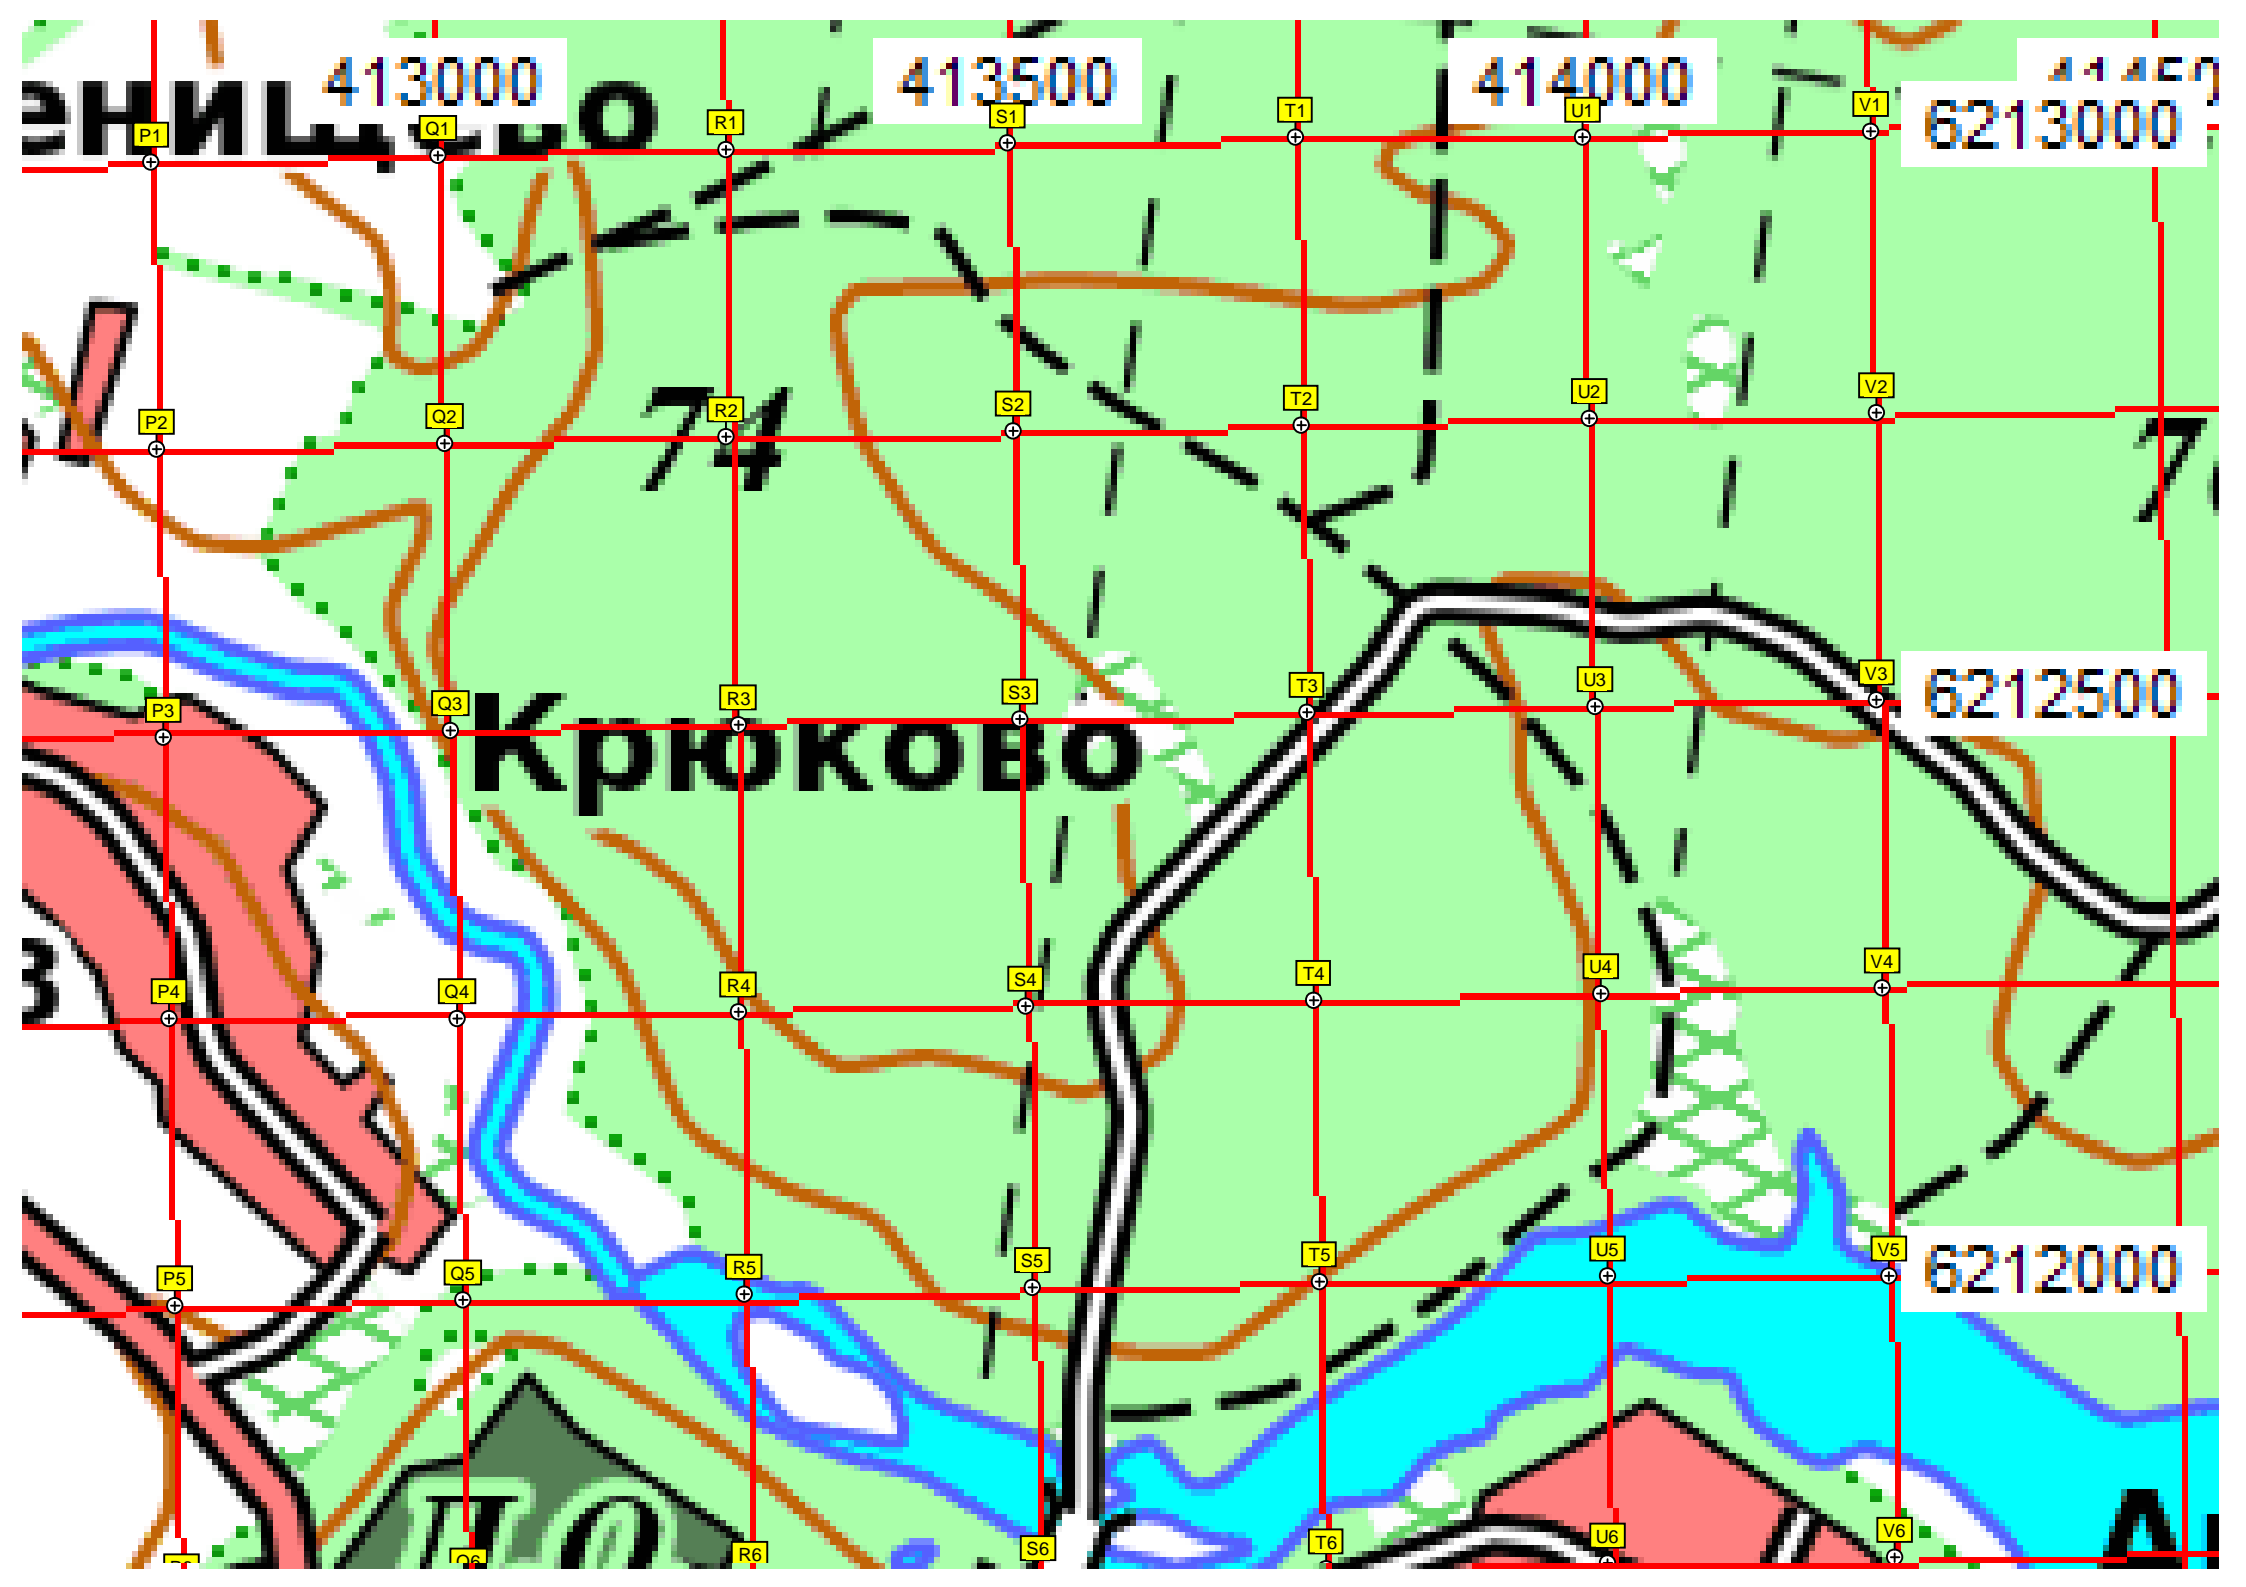 413000 413500 414000
P1 Q1 R1 S1 T1 U1 V1 6213000
74
P2 Q2 R2 S2 T2 U2 V2
P3 Q3 R3 S3 T3 U3 V3 6212500
Крюково
P4 Q4 R4 S4 T4 U4 V4
P5 Q5 R5 S5 T5 U5 V5 6212000
Q6 R6 S6 T6 U6 V6